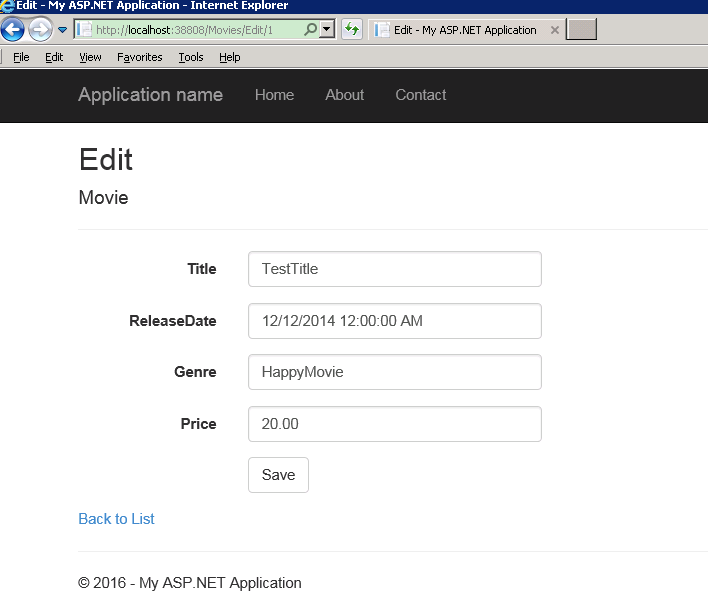 Edit - My ASP.NET Application - Internet Explorer
http://localhost:38808/Movies/Edit/1 Edit - My ASP.NET Application
File Edit View Favorites Tools Help
Application name Home About Contact
Edit
Movie
Title TestTitle
ReleaseDate 12/12/2014 12:00:00 AM
Genre HappyMovie
Price 20.00
Save
Back to List
© 2016 - My ASP.NET Application